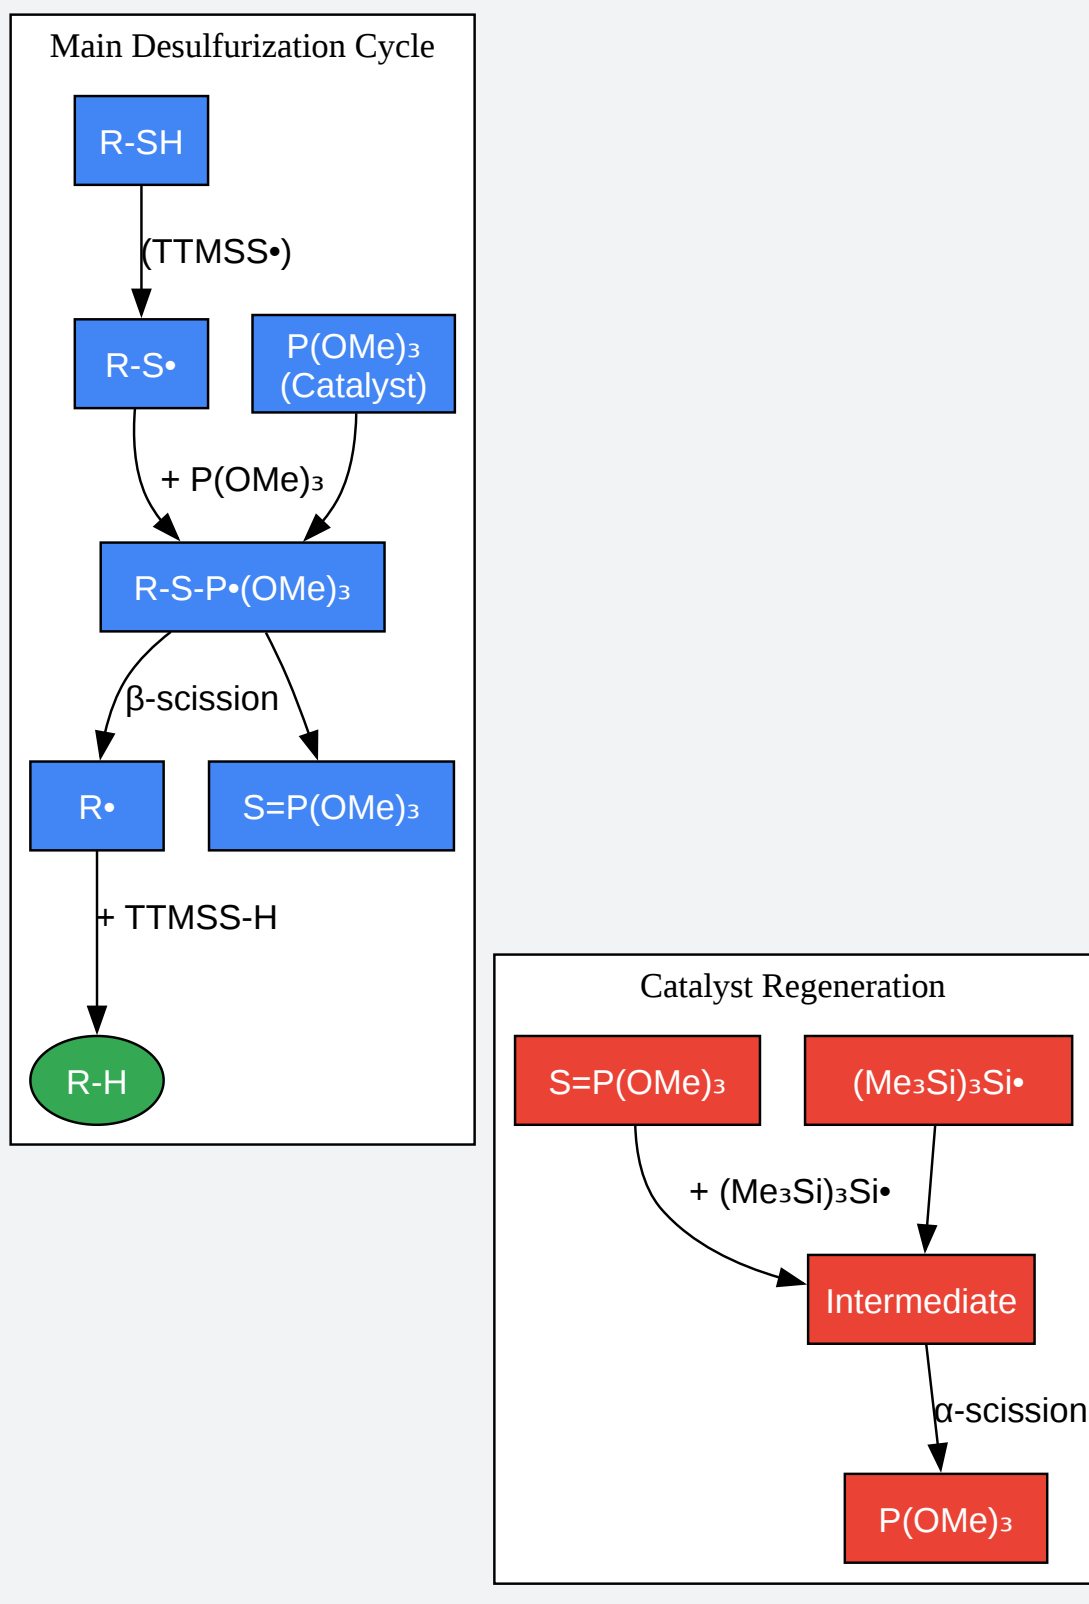 Main Desulfurization Cycle
R-SH
(TTMSS•)
R-S•
P(OMe)₃
(Catalyst)
+ P(OMe)₃
R-S-P•(OMe)₃
β-scission
R•
S=P(OMe)₃
+ TTMSS-H
R-H
Catalyst Regeneration
S=P(OMe)₃
(Me₃Si)₃Si•
+ (Me₃Si)₃Si•
Intermediate
α-scission
P(OMe)₃